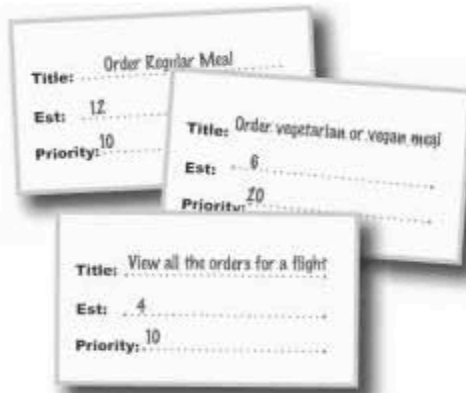 Title: Order Regular Meal
Est: 12
Priority: 10
Title: Order vegetarian or vegan meal
Est: 6
Priority: 20
Title: View all the orders for a flight
Est: 4
Priority: 10